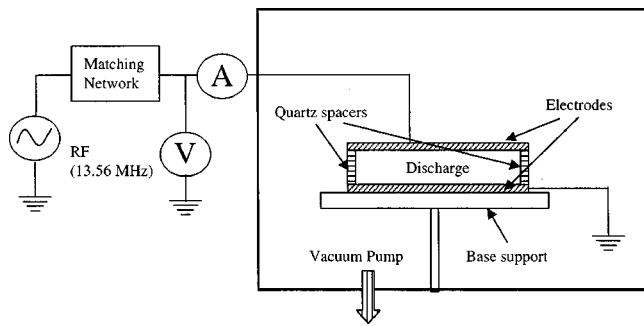 Matching
Network
A
Quartz spacers
Electrodes
RF
(13.56 MHz)
V
Discharge
Vacuum Pump
Base support